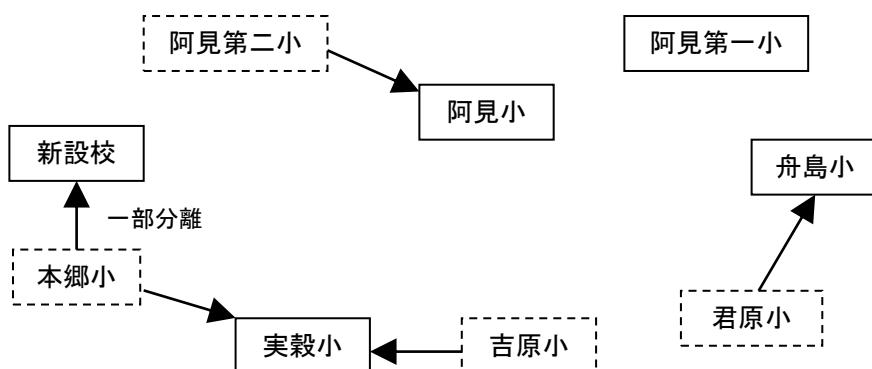 阿見第二小
阿見第一小
阿見小
新設校
舟島小
一部分離
本郷小
君原小
実穀小
吉原小